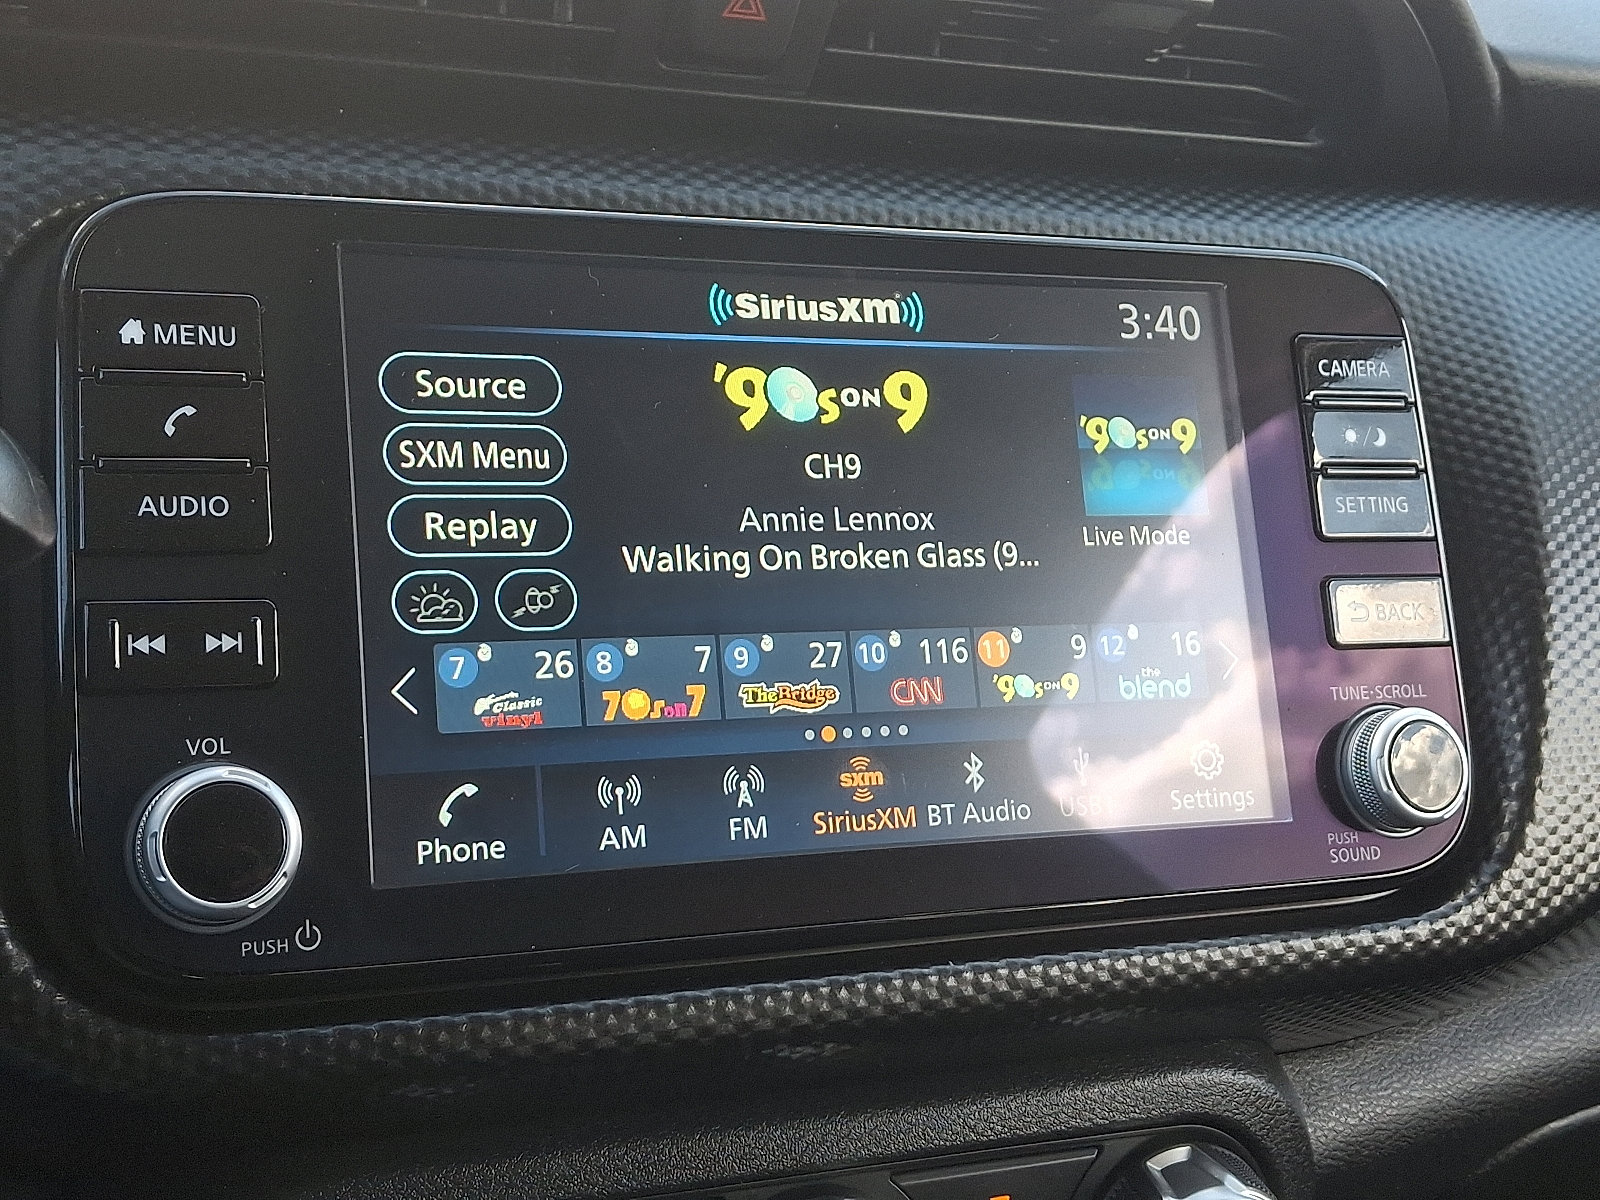 MENU
AUDIO
VOL
PUSH
SiriusXM
3:40
Source
SXM Menu
Replay
'90s ON 9
CH9
Annie Lennox
Walking On Broken Glass (9...
'90s ON 9
Live Mode
7 26
Classic
vinyl
8 7
70s on 7
9 27
The Bridge
10 116
CNN
11 9
'90s ON 9
12 16
the
blend
Phone
AM
FM
sxm
SiriusXM
BT Audio
Settings
CAMERA
SETTING
BACK
TUNE·SCROLL
PUSH
SOUND